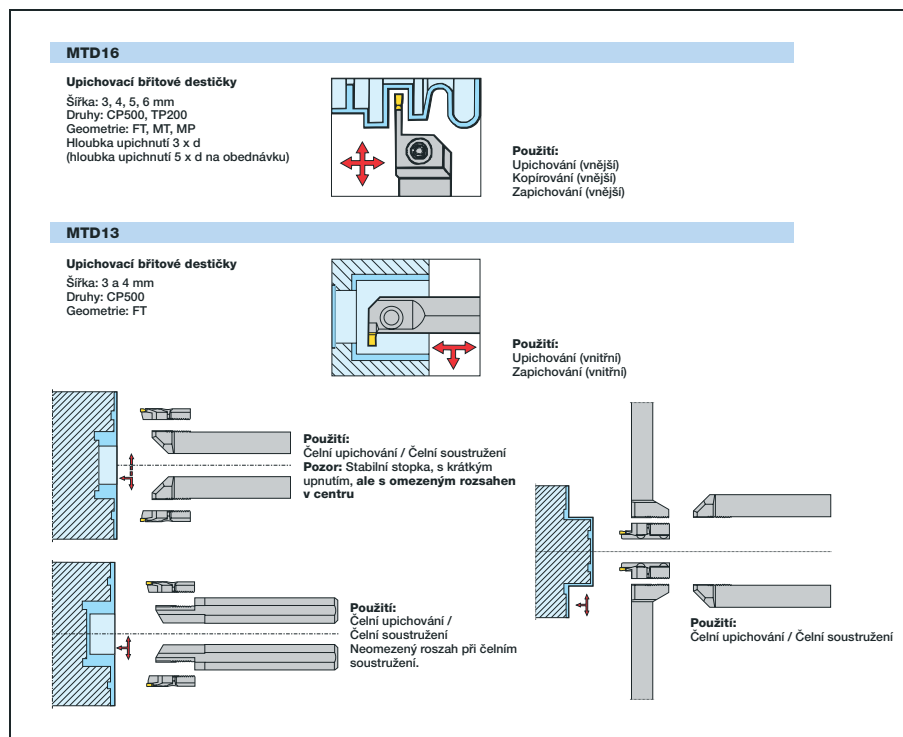 MTD16
Upichovací břitové destičky
Šířka: 3, 4, 5, 6 mm
Druhy: CP500, TP200
Geometrie: FT, MT, MP
Hloubka upichnutí 3 x d
(hloubka upichnutí 5 x d na obednávku)
Použití:
Upichování (vnější)
Kopírování (vnější)
Zapichování (vnější)
MTD13
Upichovací břitové destičky
Šířka: 3 a 4 mm
Druhy: CP500
Geometrie: FT
Použití:
Upichování (vnitřní)
Zapichování (vnitřní)
Použití:
Čelní upichování / Čelní soustružení
Pozor: Stabilní stopka, s krátkým
upnutím, ale s omezeným rozsahen
v centru
Použití:
Čelní upichování /
Čelní soustružení
Neomezený roszah při čelním
soustružení.
Použití:
Čelní upichování / Čelní soustružení